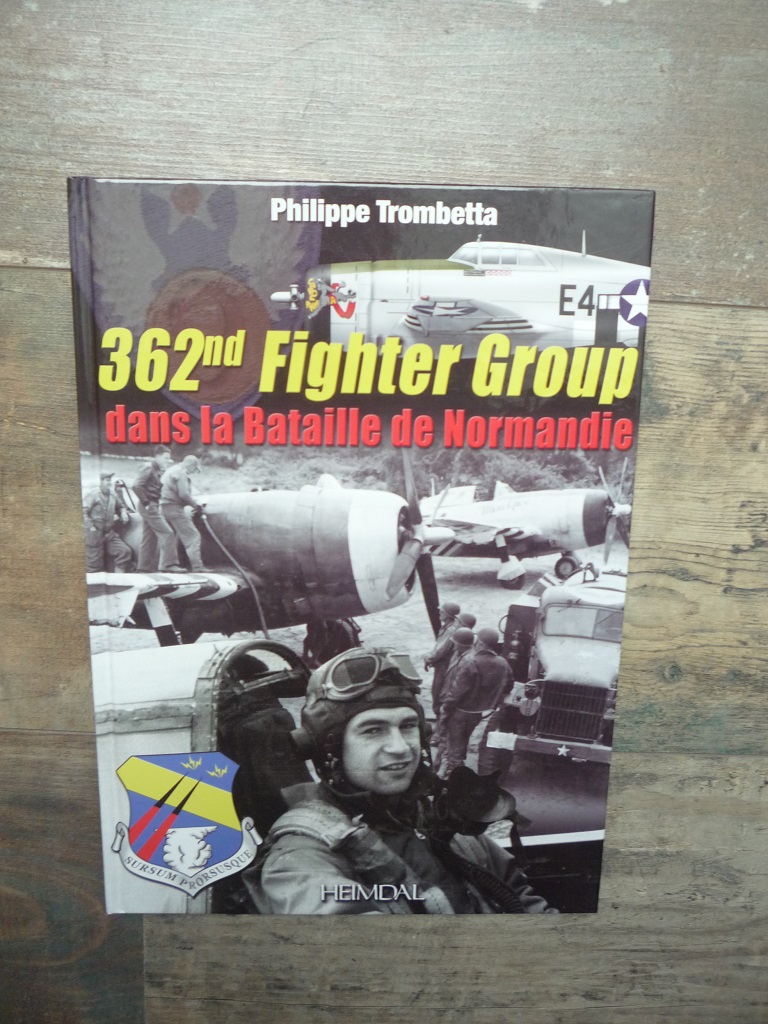 Philippe Trombetta
E4
362nd Fighter Group
dans la Bataille de Normandie
SURSUM PRORSUSQUE
HEIMDAL